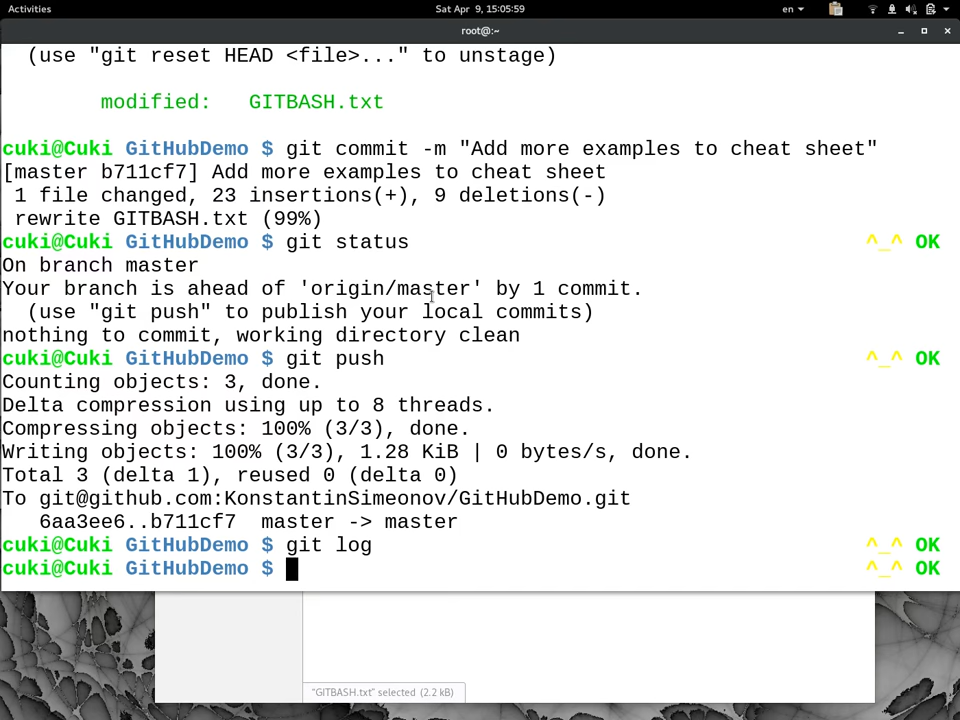 Activities Sat Apr 9, 15:05:59 en
root@:~
(use "git reset HEAD <file>..." to unstage)
modified: GITBASH.txt
cuki@Cuki GitHubDemo $ git commit -m "Add more examples to cheat sheet"
[master b711cf7] Add more examples to cheat sheet
1 file changed, 23 insertions(+), 9 deletions(-)
rewrite GITBASH.txt (99%)
cuki@Cuki GitHubDemo $ git status ^_^ OK
On branch master
Your branch is ahead of 'origin/master' by 1 commit.
(use "git push" to publish your local commits)
nothing to commit, working directory clean
cuki@Cuki GitHubDemo $ git push ^_^ OK
Counting objects: 3, done.
Delta compression using up to 8 threads.
Compressing objects: 100% (3/3), done.
Writing objects: 100% (3/3), 1.28 KiB | 0 bytes/s, done.
Total 3 (delta 1), reused 0 (delta 0)
To git@github.com:KonstantinSimeonov/GitHubDemo.git
6aa3ee6..b711cf7 master -> master
cuki@Cuki GitHubDemo $ git log ^_^ OK
cuki@Cuki GitHubDemo $ ^_^ OK
"GITBASH.txt" selected (2.2 kB)